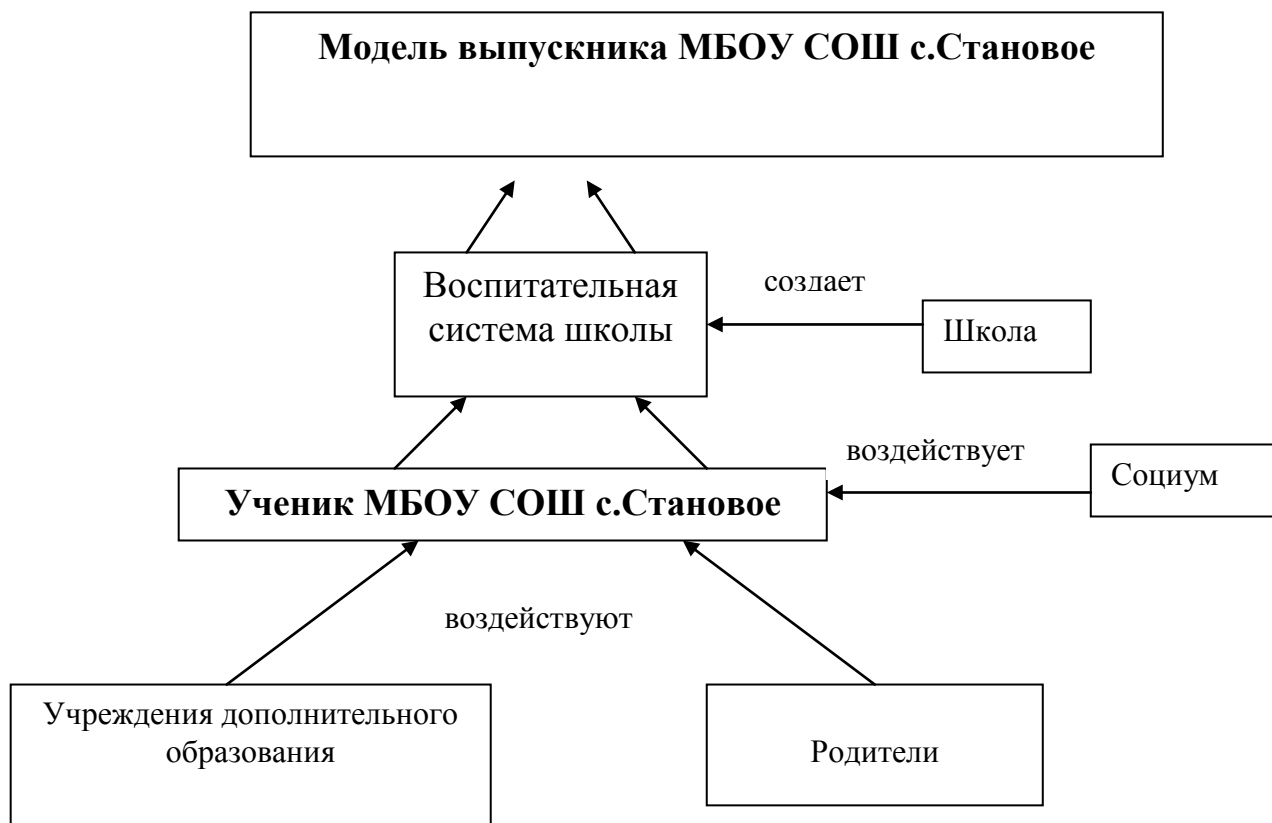 Модель выпускника МБОУ СОШ с.Становое
Воспитательная
система школы
создает
Школа
воздействует
Социум
Ученик МБОУ СОШ с.Становое
воздействуют
Учреждения дополнительного
образования
Родители